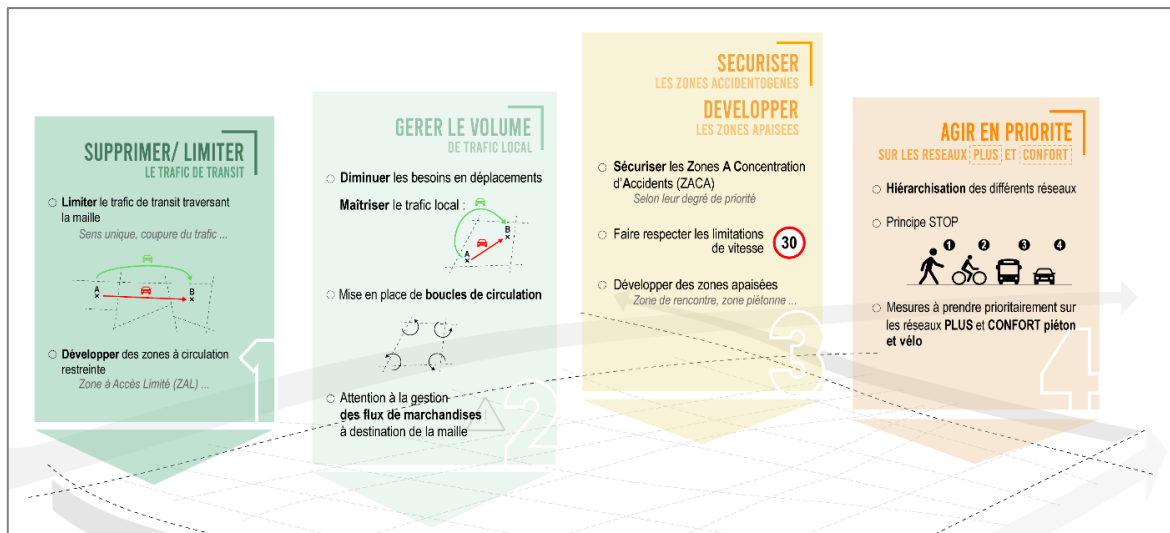 SUPPRIMER/ LIMITER
LE TRAFIC DE TRANSIT
Limiter le trafic de transit traversant
la maille
Sens unique, coupure du trafic ...
A
B
Développer des zones à circulation
restreinte
Zone à Accès Limité (ZAL) ...
1
GERER LE VOLUME
DE TRAFIC LOCAL
Diminuer les besoins en déplacements
Maîtriser le trafic local :
B
A
Mise en place de boucles de circulation
Attention à la gestion
des flux de marchandises
à destination de la maille
2
SECURISER
LES ZONES ACCIDENTOGENES
DEVELOPPER
LES ZONES APAISEES
Sécuriser les Zones A Concentration
d'Accidents (ZACA)
Selon leur degré de priorité
Faire respecter les limitations
de vitesse
30
Développer des zones apaisées
Zone de rencontre, zone piétonne ...
3
AGIR EN PRIORITE
SUR LES RESEAUX PLUS ET CONFORT
Hiérarchisation des différents réseaux
Principe STOP
1 2 3 4
Mesures à prendre prioritairement sur
les réseaux PLUS et CONFORT piéton
et vélo
4